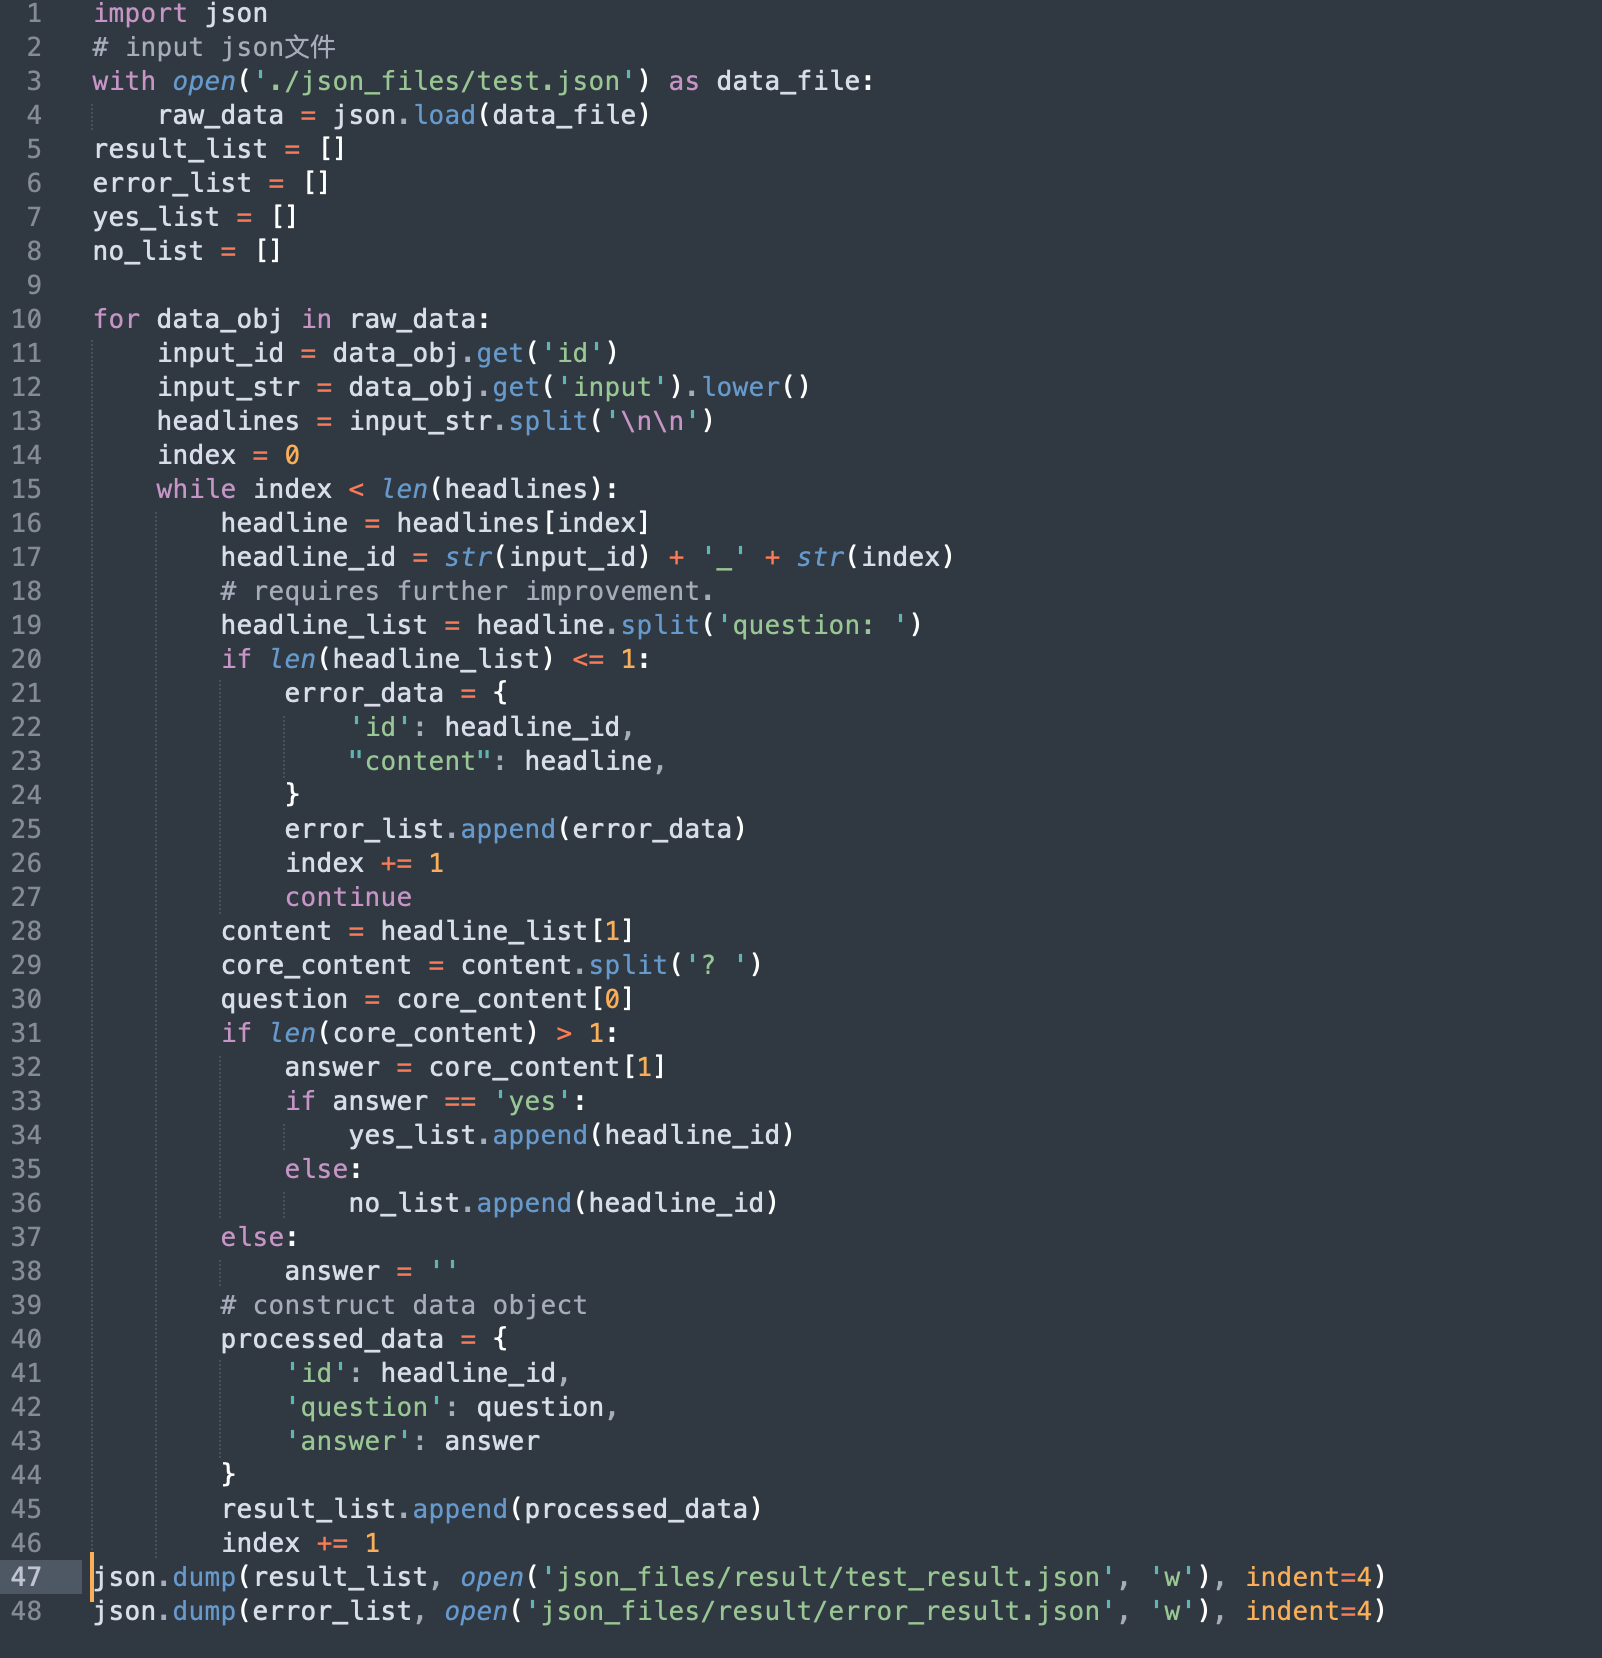 1 import json
2 # input json文件
3 with open('./json_files/test.json') as data_file:
4     raw_data = json.load(data_file)
5 result_list = []
6 error_list = []
7 yes_list = []
8 no_list = []
9
10 for data_obj in raw_data:
11     input_id = data_obj.get('id')
12     input_str = data_obj.get('input').lower()
13     headlines = input_str.split('\n\n')
14     index = 0
15     while index < len(headlines):
16         headline = headlines[index]
17         headline_id = str(input_id) + '_' + str(index)
18         # requires further improvement.
19         headline_list = headline.split('question: ')
20         if len(headline_list) <= 1:
21             error_data = {
22                 'id': headline_id,
23                 "content": headline,
24             }
25             error_list.append(error_data)
26             index += 1
27             continue
28         content = headline_list[1]
29         core_content = content.split('? ')
30         question = core_content[0]
31         if len(core_content) > 1:
32             answer = core_content[1]
33             if answer == 'yes':
34                 yes_list.append(headline_id)
35             else:
36                 no_list.append(headline_id)
37         else:
38             answer = ''
39         # construct data object
40         processed_data = {
41             'id': headline_id,
42             'question': question,
43             'answer': answer
44         }
45         result_list.append(processed_data)
46         index += 1
47 json.dump(result_list, open('json_files/result/test_result.json', 'w'), indent=4)
48 json.dump(error_list, open('json_files/result/error_result.json', 'w'), indent=4)